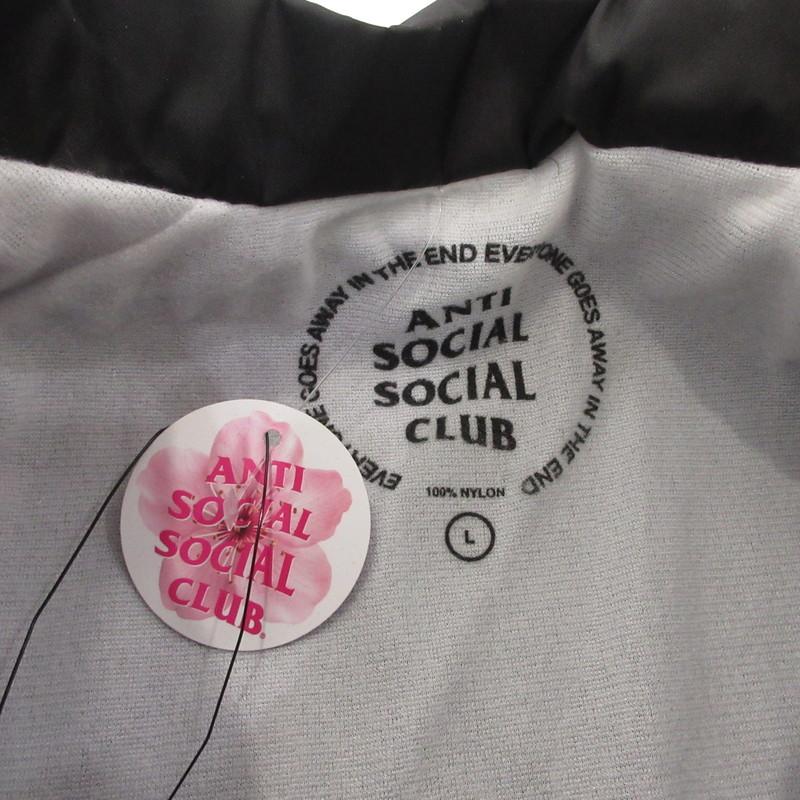 EVERYONE GOES AWAY IN THE END EVERYONE GOES AWAY IN THE END
ANTI
SOCIAL
SOCIAL
CLUB
100% NYLON
L
ANTI
SOCIAL
SOCIAL
CLUB®